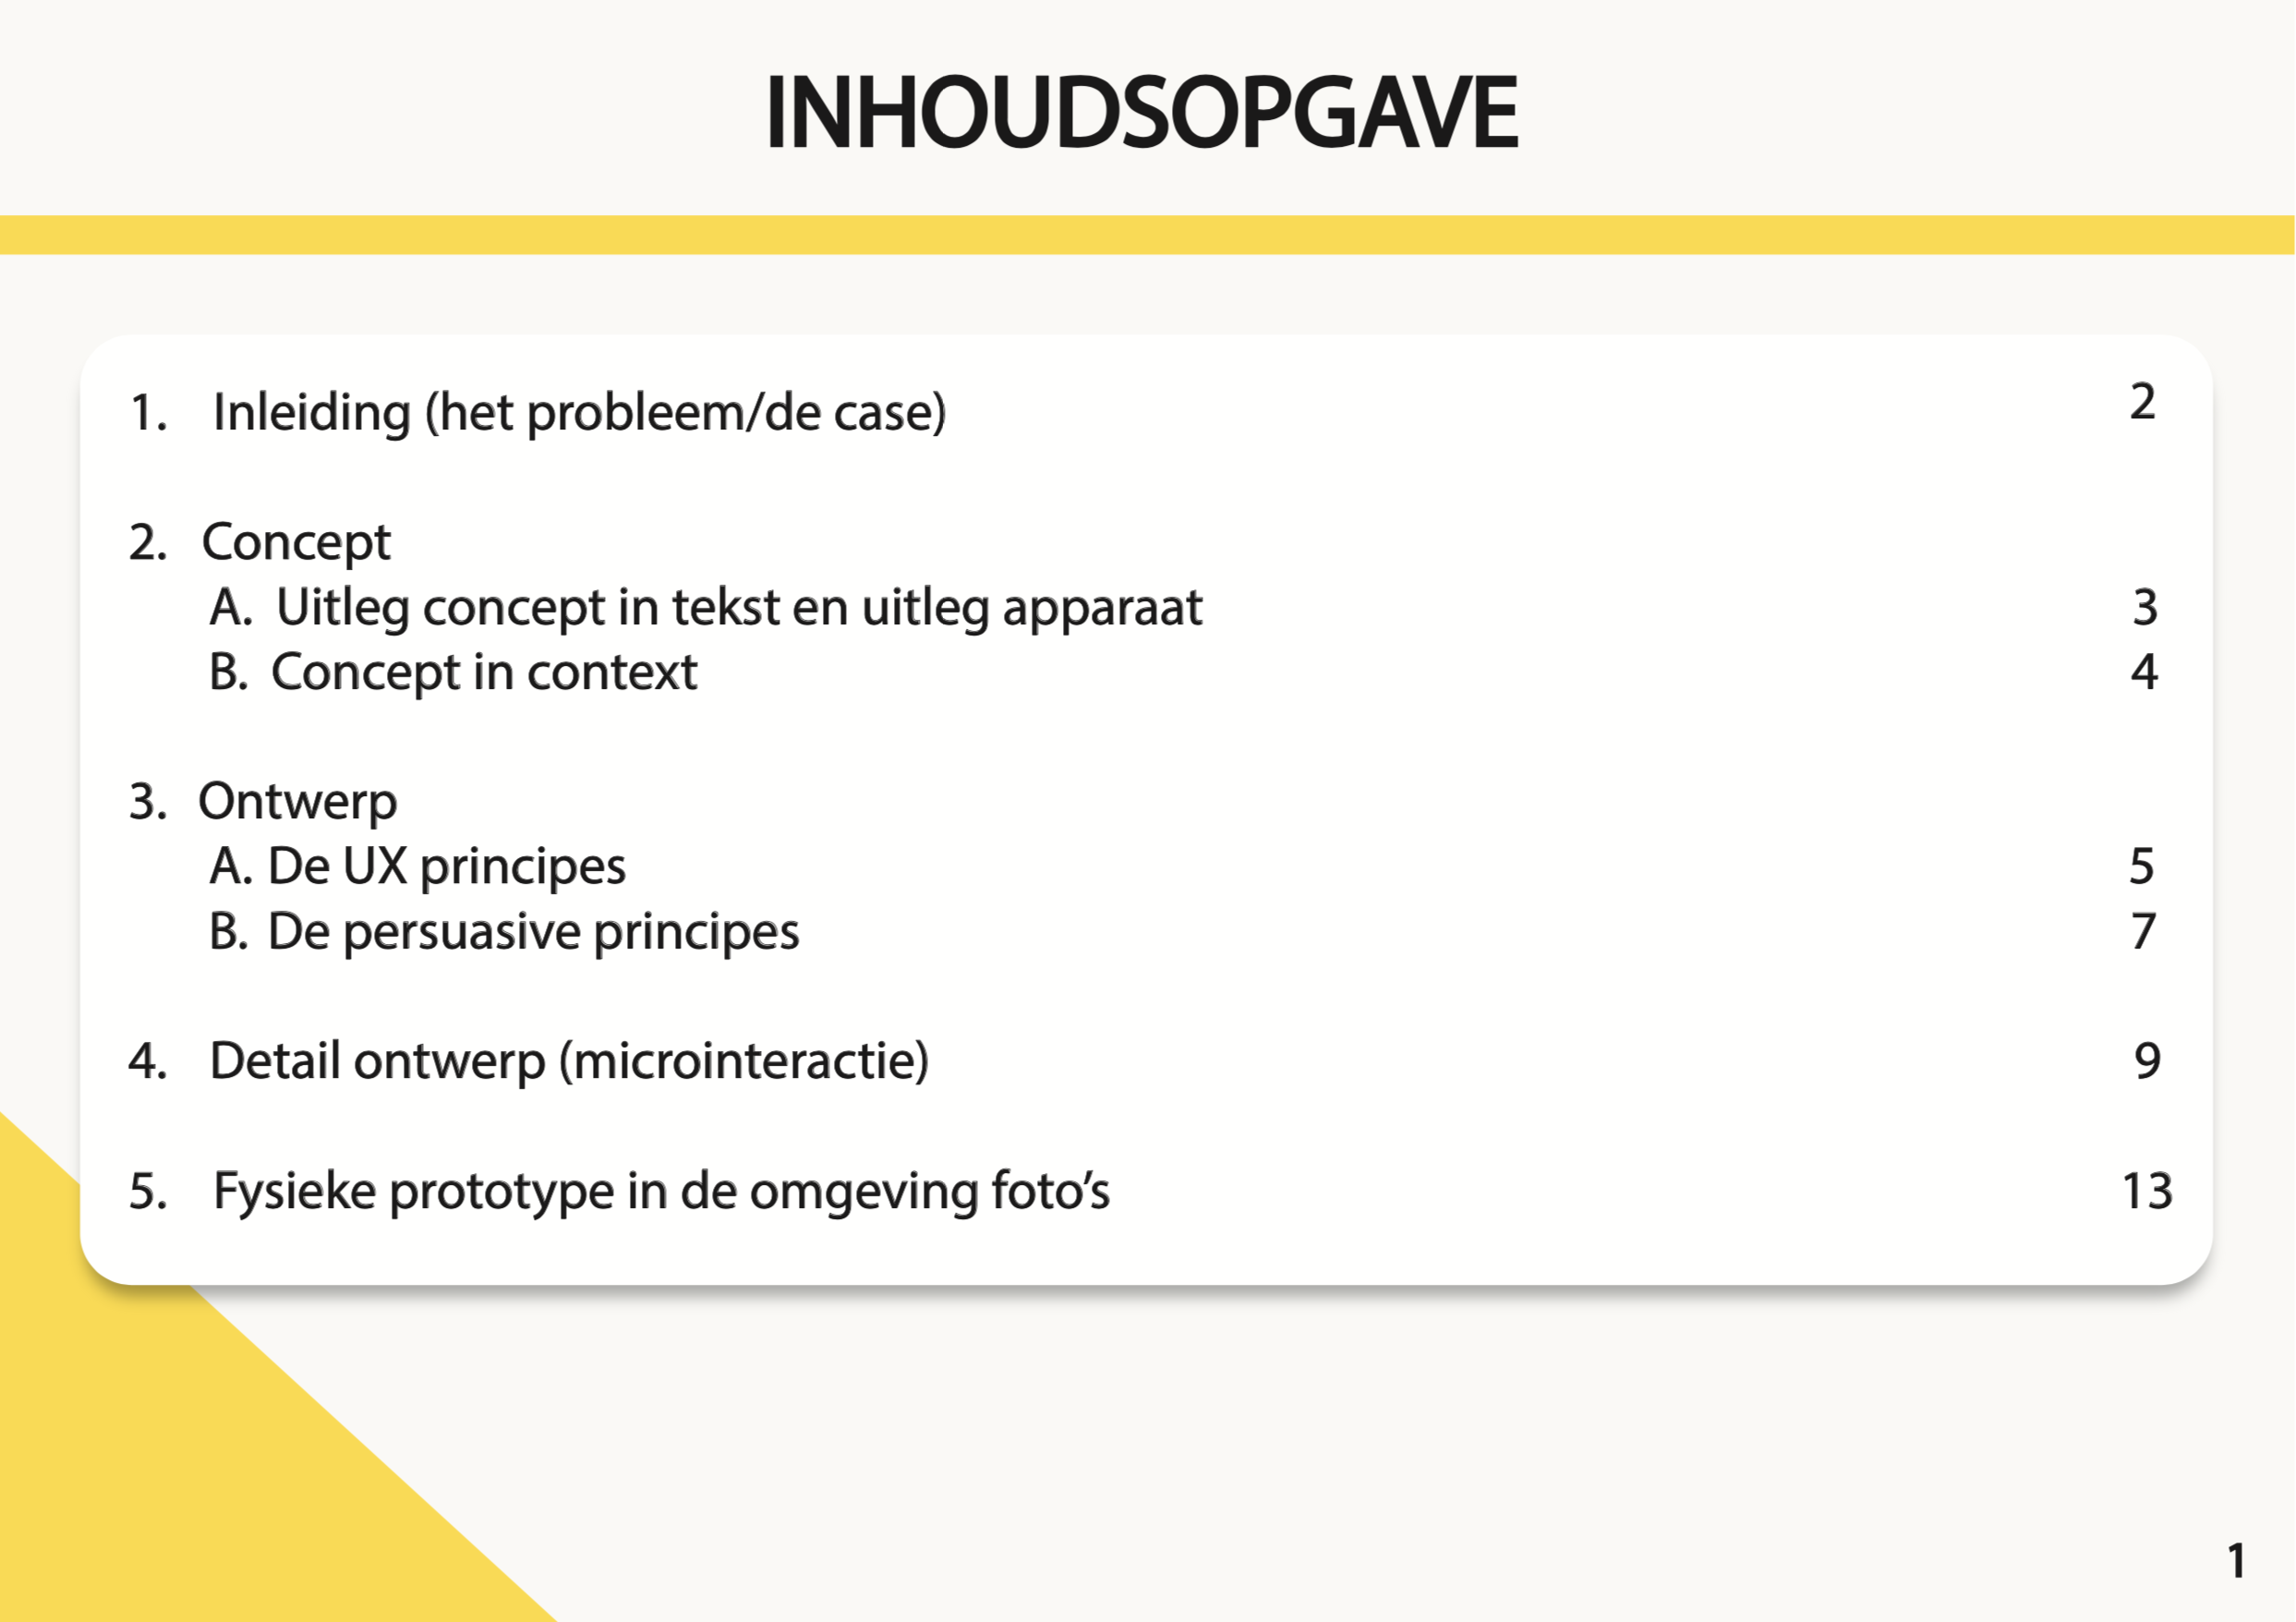 INHOUDSOPGAVE
1. Inleiding (het probleem/de case) 2
2. Concept
A. Uitleg concept in tekst en uitleg apparaat 3
B. Concept in context 4
3. Ontwerp
A. De UX principes 5
B. De persuasive principes 7
4. Detail ontwerp (microinteractie) 9
5. Fysieke prototype in de omgeving foto’s 13
1